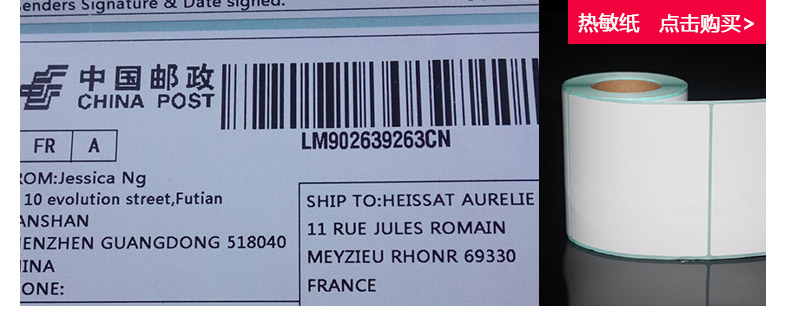 enders Signature & Date signed.
中国邮政
CHINA POST
LM902639263CN
FR A
ROM:Jessica Ng
10 evolution street,Futian
ANSHAN
ENZHEN GUANGDONG 518040
INA
ONE:
SHIP TO:HEISSAT AURELIE
11 RUE JULES ROMAIN
MEYZIEU RHONR 69330
FRANCE
热敏纸 点击购买>